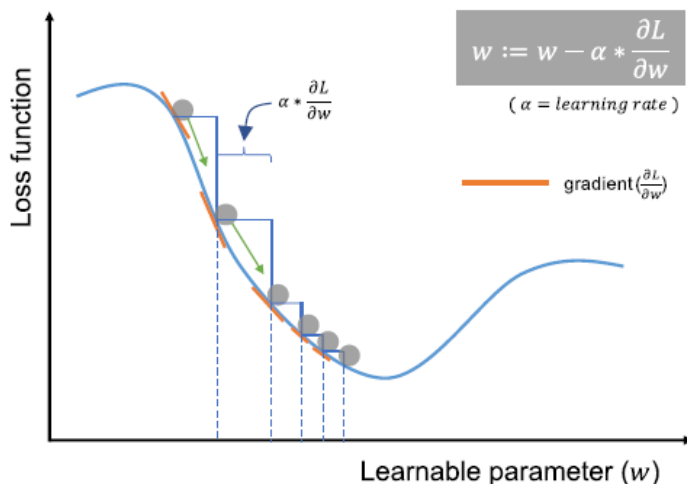 w := w − α * ∂L/∂w
( α = learning rate )
α * ∂L/∂w
gradient(∂L/∂w)
Loss function
Learnable parameter (w)